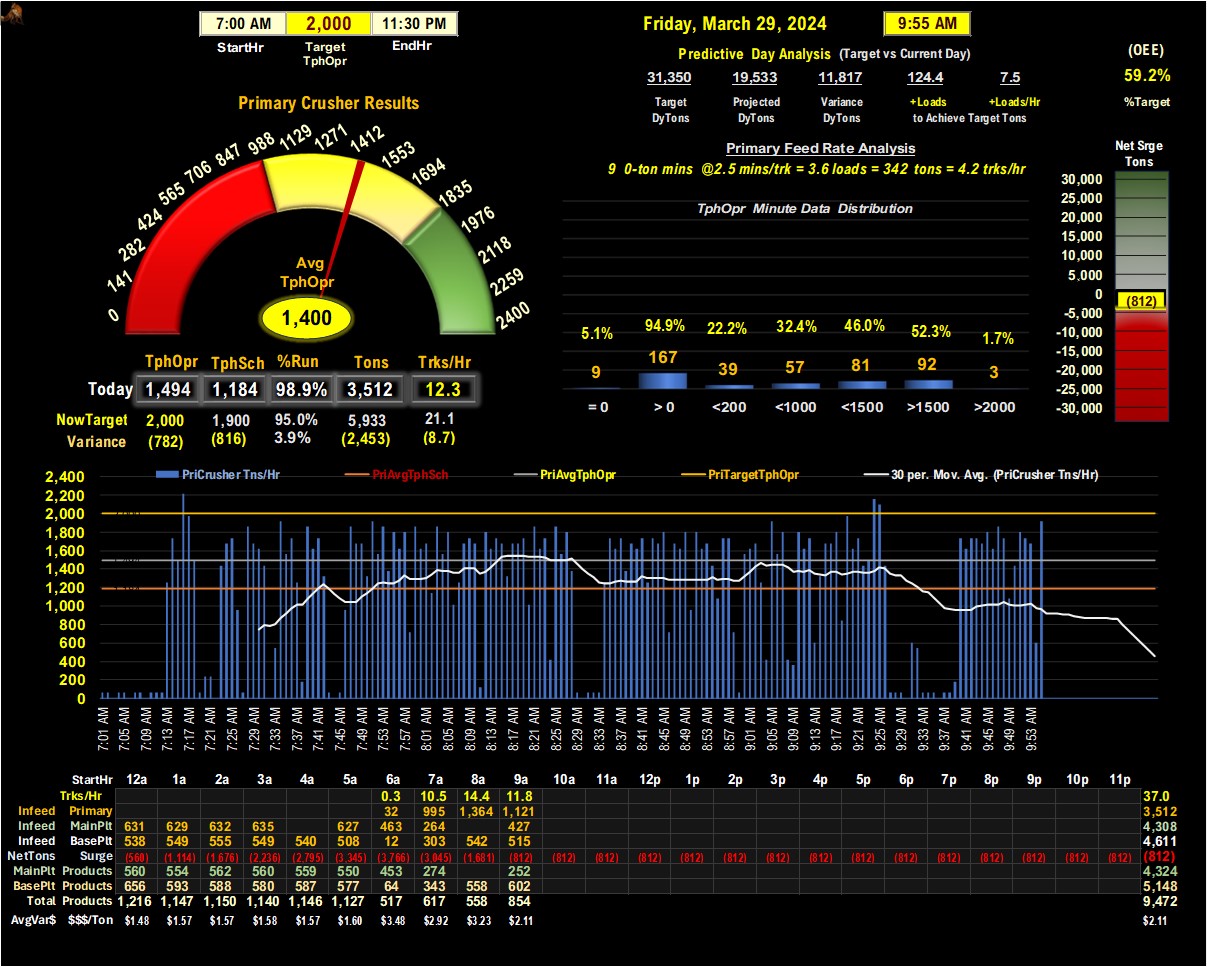 7:00 AM 2,000 11:30 PM
StartHr Target TphOpr EndHr
Friday, March 29, 2024 9:55 AM
Predictive Day Analysis (Target vs Current Day)
31,350 19,533 11,817 124.4 7.5
Target DyTons Projected DyTons Variance DyTons +Loads +Loads/Hr
to Achieve Target Tons
(OEE)
59.2%
%Target
Primary Crusher Results
0 141 282 424 565 706 847 988 1129 1271 1412 1553 1694 1835 1976 2118 2259 2400
Avg
TphOpr
1,400
Primary Feed Rate Analysis
9 0-ton mins @2.5 mins/trk = 3.6 loads = 342 tons = 4.2 trks/hr
TphOpr Minute Data Distribution
5.1% 94.9% 22.2% 32.4% 46.0% 52.3% 1.7%
9 167 39 57 81 92 3
= 0 > 0 <200 <1000 <1500 >1500 >2000
Net Srge
Tons
30,000
25,000
20,000
15,000
10,000
5,000
0
(812)
-5,000
-10,000
-15,000
-20,000
-25,000
-30,000
TphOpr TphSch %Run Tons Trks/Hr
Today 1,494 1,184 98.9% 3,512 12.3
NowTarget 2,000 1,900 95.0% 5,933 21.1
Variance (782) (816) 3.9% (2,453) (8.7)
PriCrusher Tns/Hr PriAvgTphSch PriAvgTphOpr PriTargetTphOpr 30 per. Mov. Avg. (PriCrusher Tns/Hr)
2,400
2,200
2,000
1,800
1,600
1,400
1,200
1,000
800
600
400
200
0
7:01 AM 7:05 AM 7:09 AM 7:13 AM 7:17 AM 7:21 AM 7:25 AM 7:29 AM 7:33 AM 7:37 AM 7:41 AM 7:45 AM 7:49 AM 7:53 AM 7:57 AM 8:01 AM 8:05 AM 8:09 AM 8:13 AM 8:17 AM 8:21 AM 8:25 AM 8:29 AM 8:33 AM 8:37 AM 8:41 AM 8:45 AM 8:49 AM 8:53 AM 8:57 AM 9:01 AM 9:05 AM 9:09 AM 9:13 AM 9:17 AM 9:21 AM 9:25 AM 9:29 AM 9:33 AM 9:37 AM 9:41 AM 9:45 AM 9:49 AM 9:53 AM
StartHr 12a 1a 2a 3a 4a 5a 6a 7a 8a 9a 10a 11a 12p 1p 2p 3p 4p 5p 6p 7p 8p 9p 10p 11p
Trks/Hr 0.3 10.5 14.4 11.8 37.0
Infeed Primary 32 995 1,364 1,121 3,512
Infeed MainPlt 631 629 632 635 627 463 264 427 4,308
Infeed BasePlt 538 549 555 549 540 508 12 303 542 515 4,611
NetTons Surge (560) (1,114) (1,676) (2,236) (2,795) (3,345) (3,766) (3,045) (1,681) (812) (812) (812) (812) (812) (812) (812) (812) (812) (812) (812) (812) (812) (812) (812) (812)
MainPlt Products 560 554 562 560 559 550 453 274 252 4,324
BasePlt Products 656 593 588 580 587 577 64 343 558 602 5,148
Total Products 1,216 1,147 1,150 1,140 1,146 1,127 517 617 558 854 9,472
AvgVar$ $$$/Ton $1.48 $1.57 $1.57 $1.58 $1.57 $1.60 $3.48 $2.92 $3.23 $2.11 $2.11